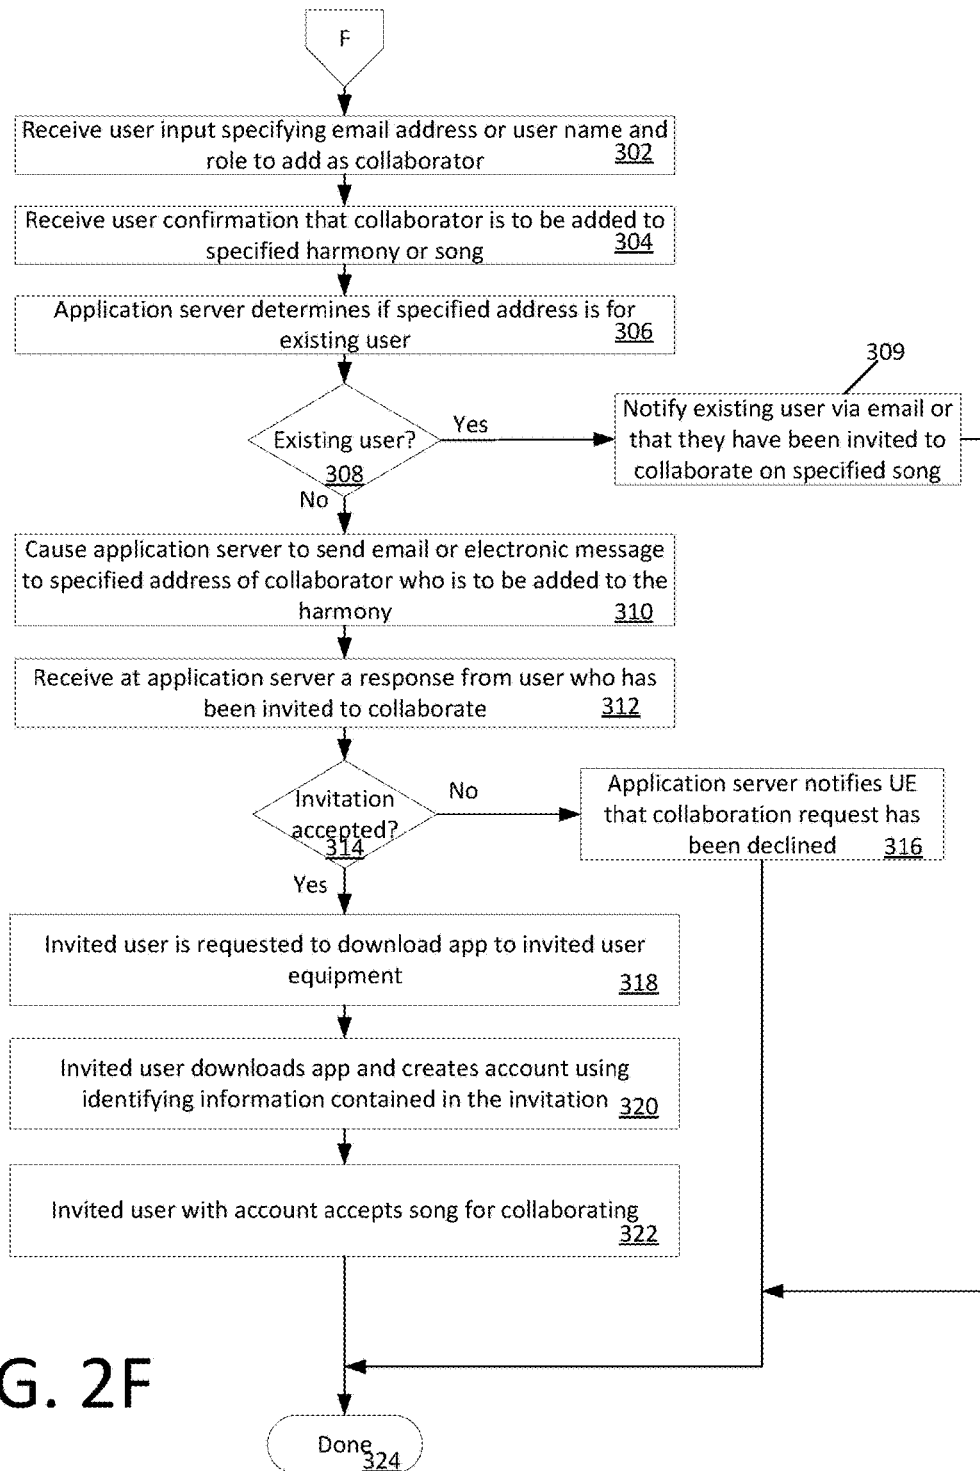 F
Receive user input specifying email address or user name and
role to add as collaborator
302
Receive user confirmation that collaborator is to be added to
specified harmony or song
304
Application server determines if specified address is for
existing user
306
Existing user?
308
Yes
No
309
Notify existing user via email or
that they have been invited to
collaborate on specified song
Cause application server to send email or electronic message
to specified address of collaborator who is to be added to the
harmony
310
Receive at application server a response from user who has
been invited to collaborate
312
Invitation
accepted?
314
No
Yes
Application server notifies UE
that collaboration request has
been declined
316
Invited user is requested to download app to invited user
equipment
318
Invited user downloads app and creates account using
identifying information contained in the invitation
320
Invited user with account accepts song for collaborating
322
G. 2F
Done
324